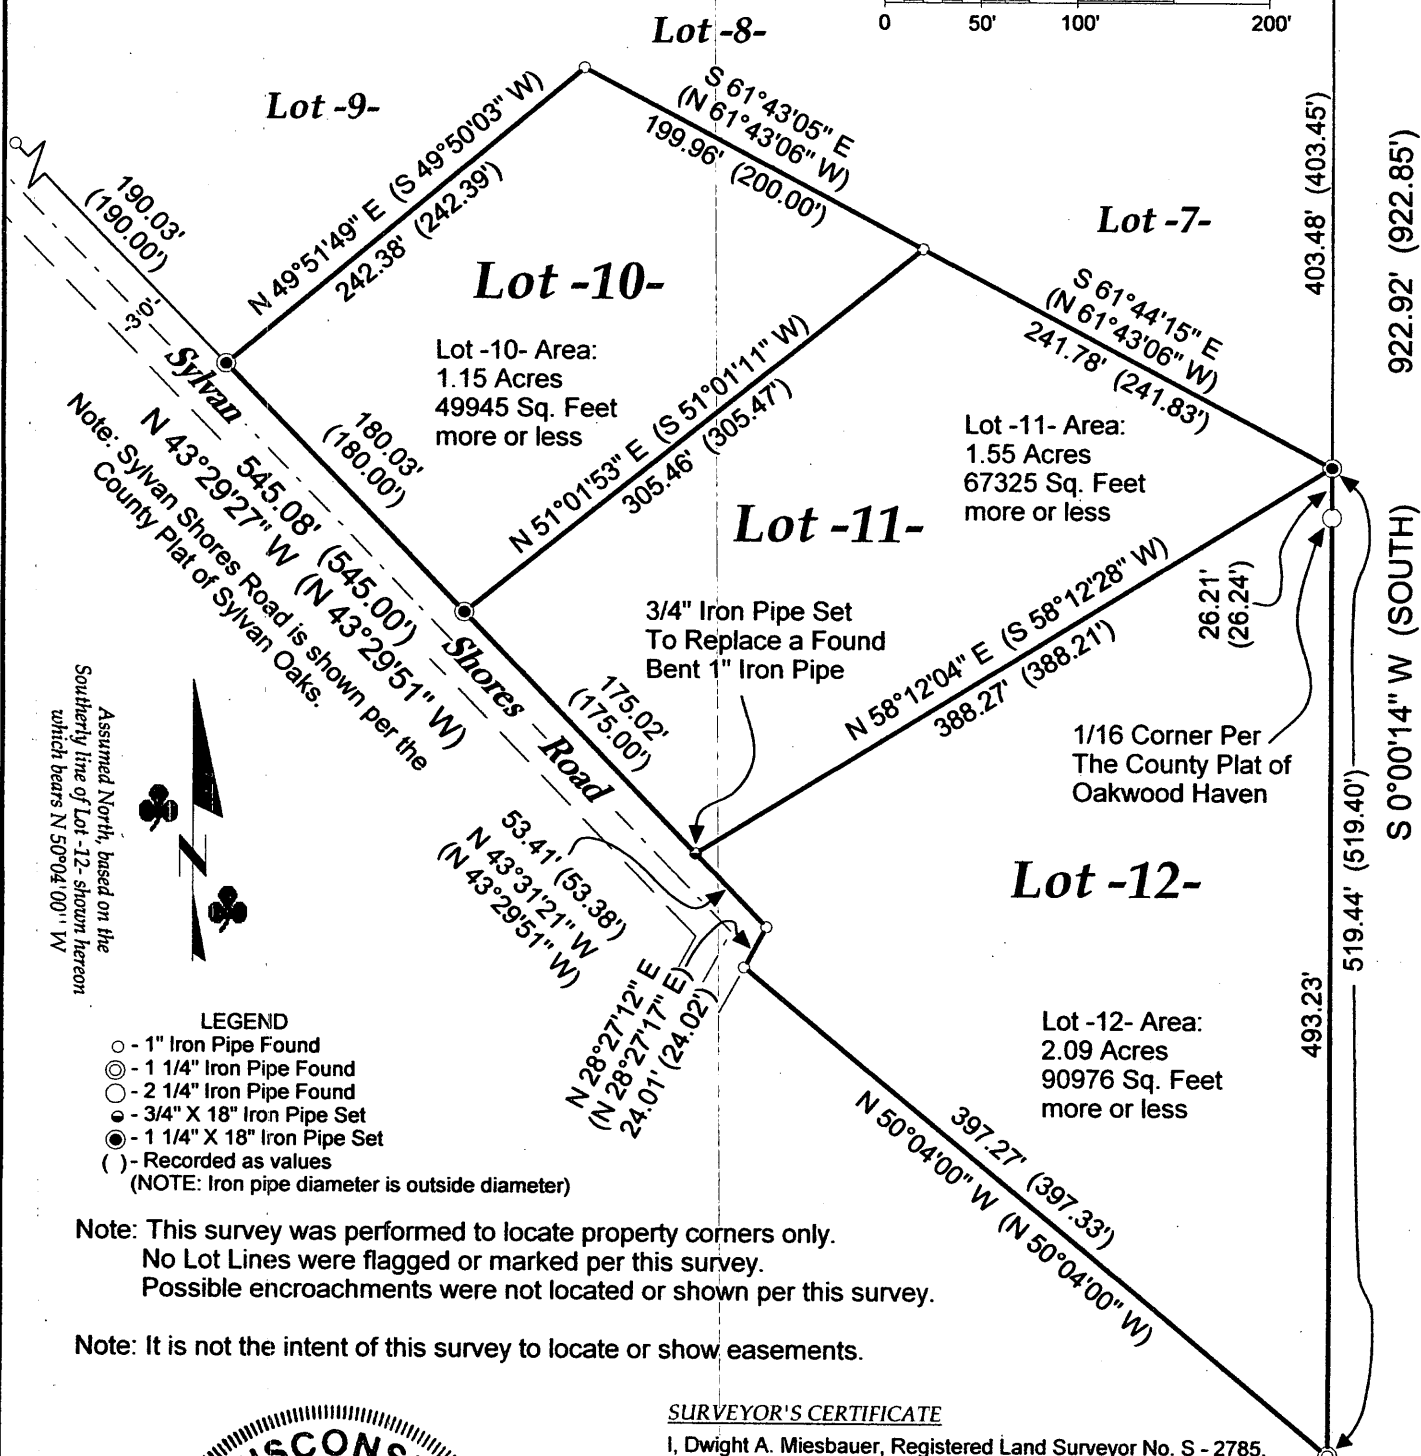 Lot -8-
0 50' 100' 200'
Lot -9-
S 61°43'05" E
(N 61°43'06" W)
199.96' (200.00')
N 49°51'49" E (S 49°50'03" W)
242.38' (242.39')
190.03'
(190.00')
403.48' (403.45')
922.92' (922.85')
Lot -7-
S 61°44'15" E
(N 61°43'06" W)
241.78' (241.83')
Lot -10-
Lot -10- Area:
1.15 Acres
49945 Sq. Feet
more or less
-3'0'-
Sylvan Shores Road
180.03'
(180.00')
N 51°01'53" E (S 51°01'11" W)
305.46' (305.47')
Lot -11- Area:
1.55 Acres
67325 Sq. Feet
more or less
Lot -11-
545.08' (545.00')
N 43°29'27" W (N 43°29'51" W)
Note: Sylvan Shores Road is shown per the
County Plat of Sylvan Oaks.
3/4" Iron Pipe Set
To Replace a Found
Bent 1" Iron Pipe
175.02'
(175.00')
N 58°12'04" E (S 58°12'28" W)
388.27' (388.21')
26.21'
(26.24')
S 0°00'14" W (SOUTH)
1/16 Corner Per
The County Plat of
Oakwood Haven
519.44' (519.40')
Assumed North, based on the
Southerly line of Lot -12- shown hereon
which bears N 50°04'00'' W
N
53.41' (53.38')
N 43°31'21" W
(N 43°29'51" W)
Lot -12-
N 28°27'12" E
(N 28°27'17" E)
24.01' (24.02')
493.23'
Lot -12- Area:
2.09 Acres
90976 Sq. Feet
more or less
397.27' (397.33')
N 50°04'00" W (N 50°04'00" W)
LEGEND
- 1" Iron Pipe Found
- 1 1/4" Iron Pipe Found
- 2 1/4" Iron Pipe Found
- 3/4" X 18" Iron Pipe Set
- 1 1/4" X 18" Iron Pipe Set
( )- Recorded as values
(NOTE: Iron pipe diameter is outside diameter)
Note: This survey was performed to locate property corners only.
No Lot Lines were flagged or marked per this survey.
Possible encroachments were not located or shown per this survey.
Note: It is not the intent of this survey to locate or show easements.
SURVEYOR'S CERTIFICATE
I, Dwight A. Miesbauer, Registered Land Surveyor No. S - 2785,